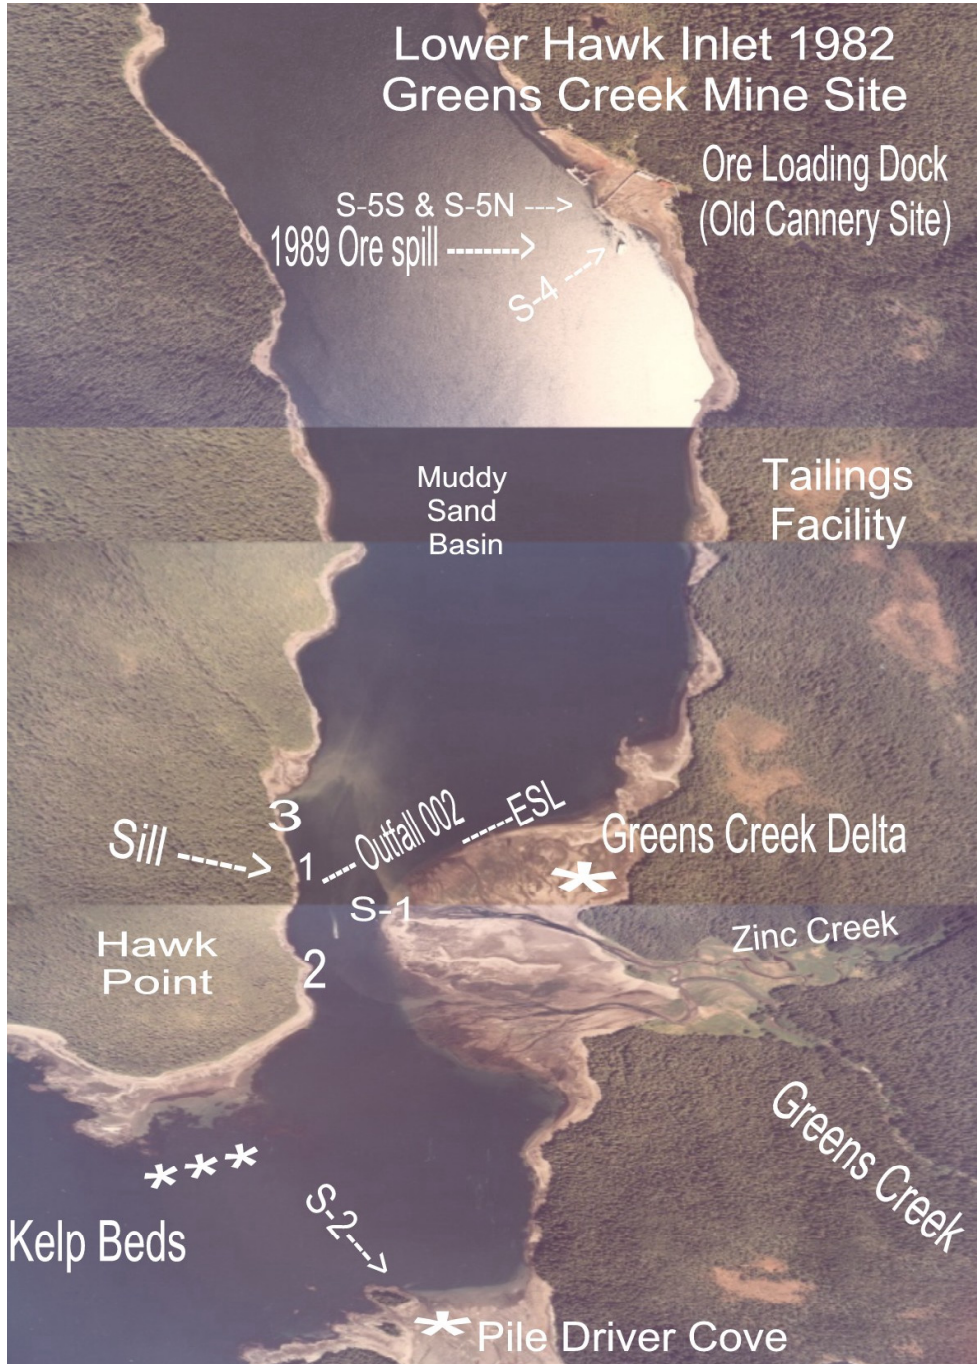 Lower Hawk Inlet 1982
Greens Creek Mine Site
Ore Loading Dock
(Old Cannery Site)
S-5S & S-5N --->
1989 Ore spill ------->
S-4 --->
Muddy
Sand
Basin
Tailings
Facility
3
Sill ----->
1 ---- Outfall 002 ------ESL
Greens Creek Delta
*
S-1
Zinc Creek
Hawk
Point
2
Greens Creek
***
Kelp Beds
S-2--->
* Pile Driver Cove